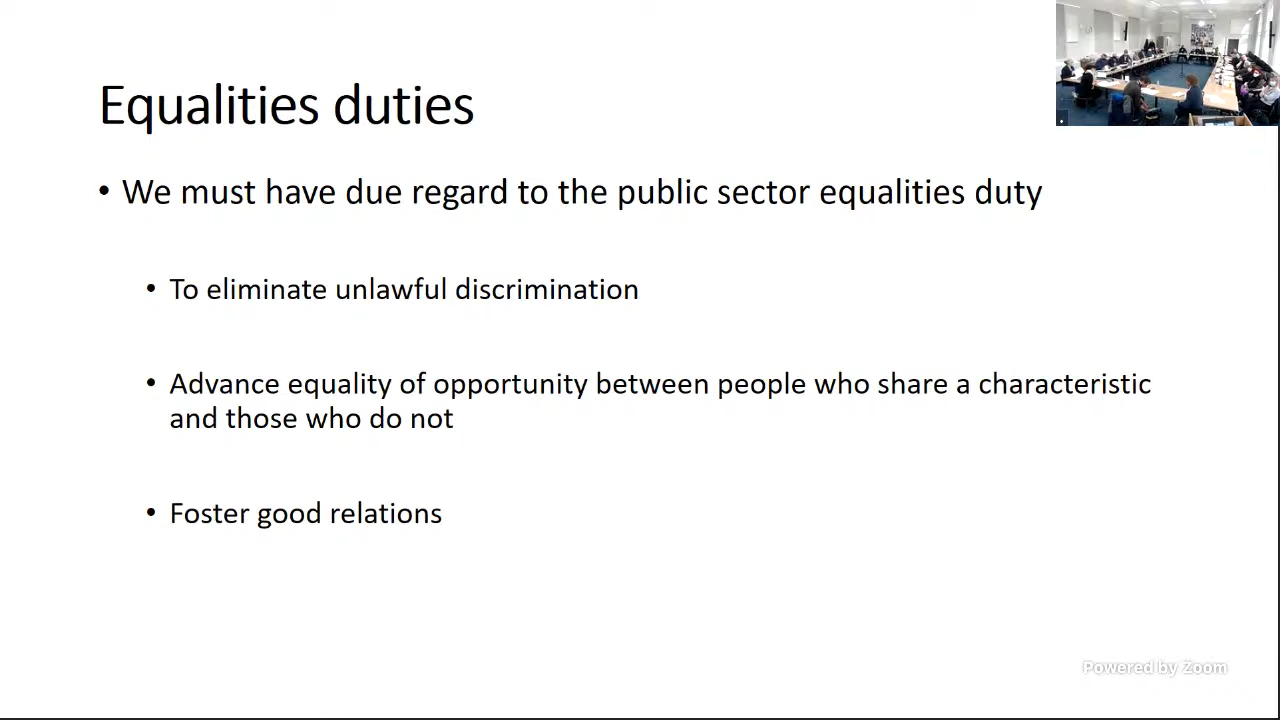 Equalities duties
• We must have due regard to the public sector equalities duty
• To eliminate unlawful discrimination
• Advance equality of opportunity between people who share a characteristic
and those who do not
• Foster good relations
Powered by Zoom